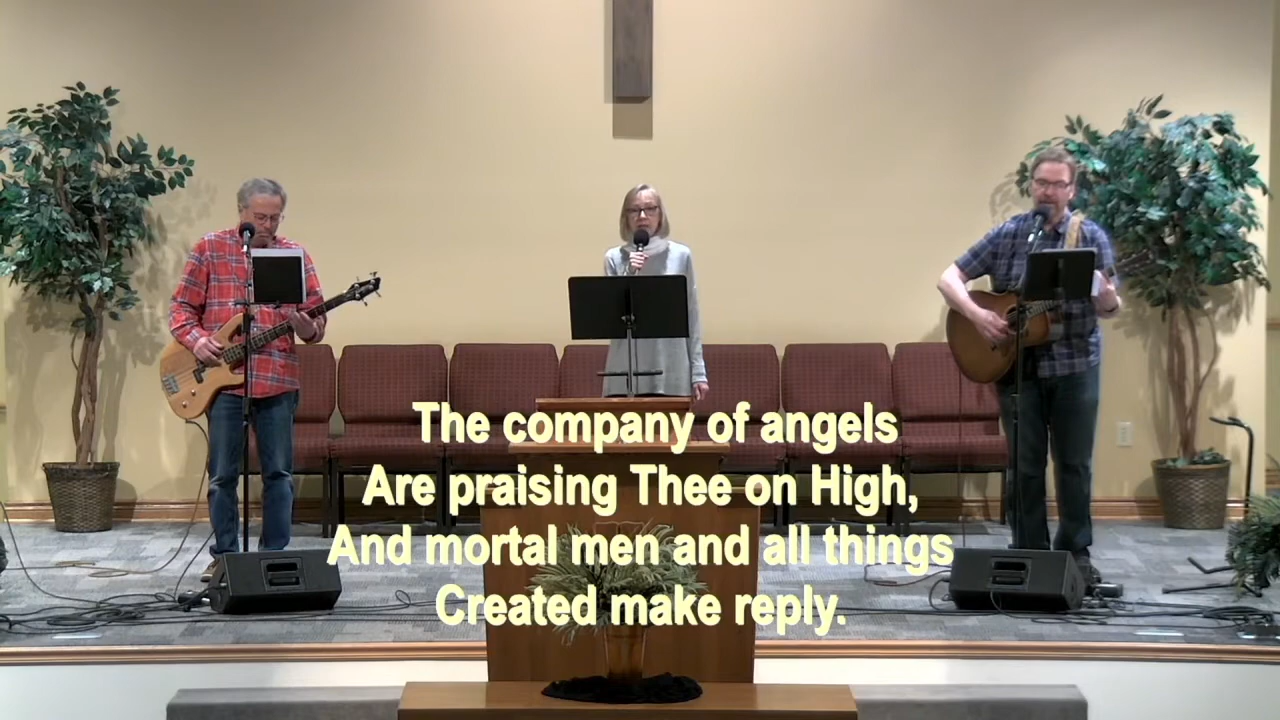 The company of angels
Are praising Thee on High,
And mortal men and all things
Created make reply.